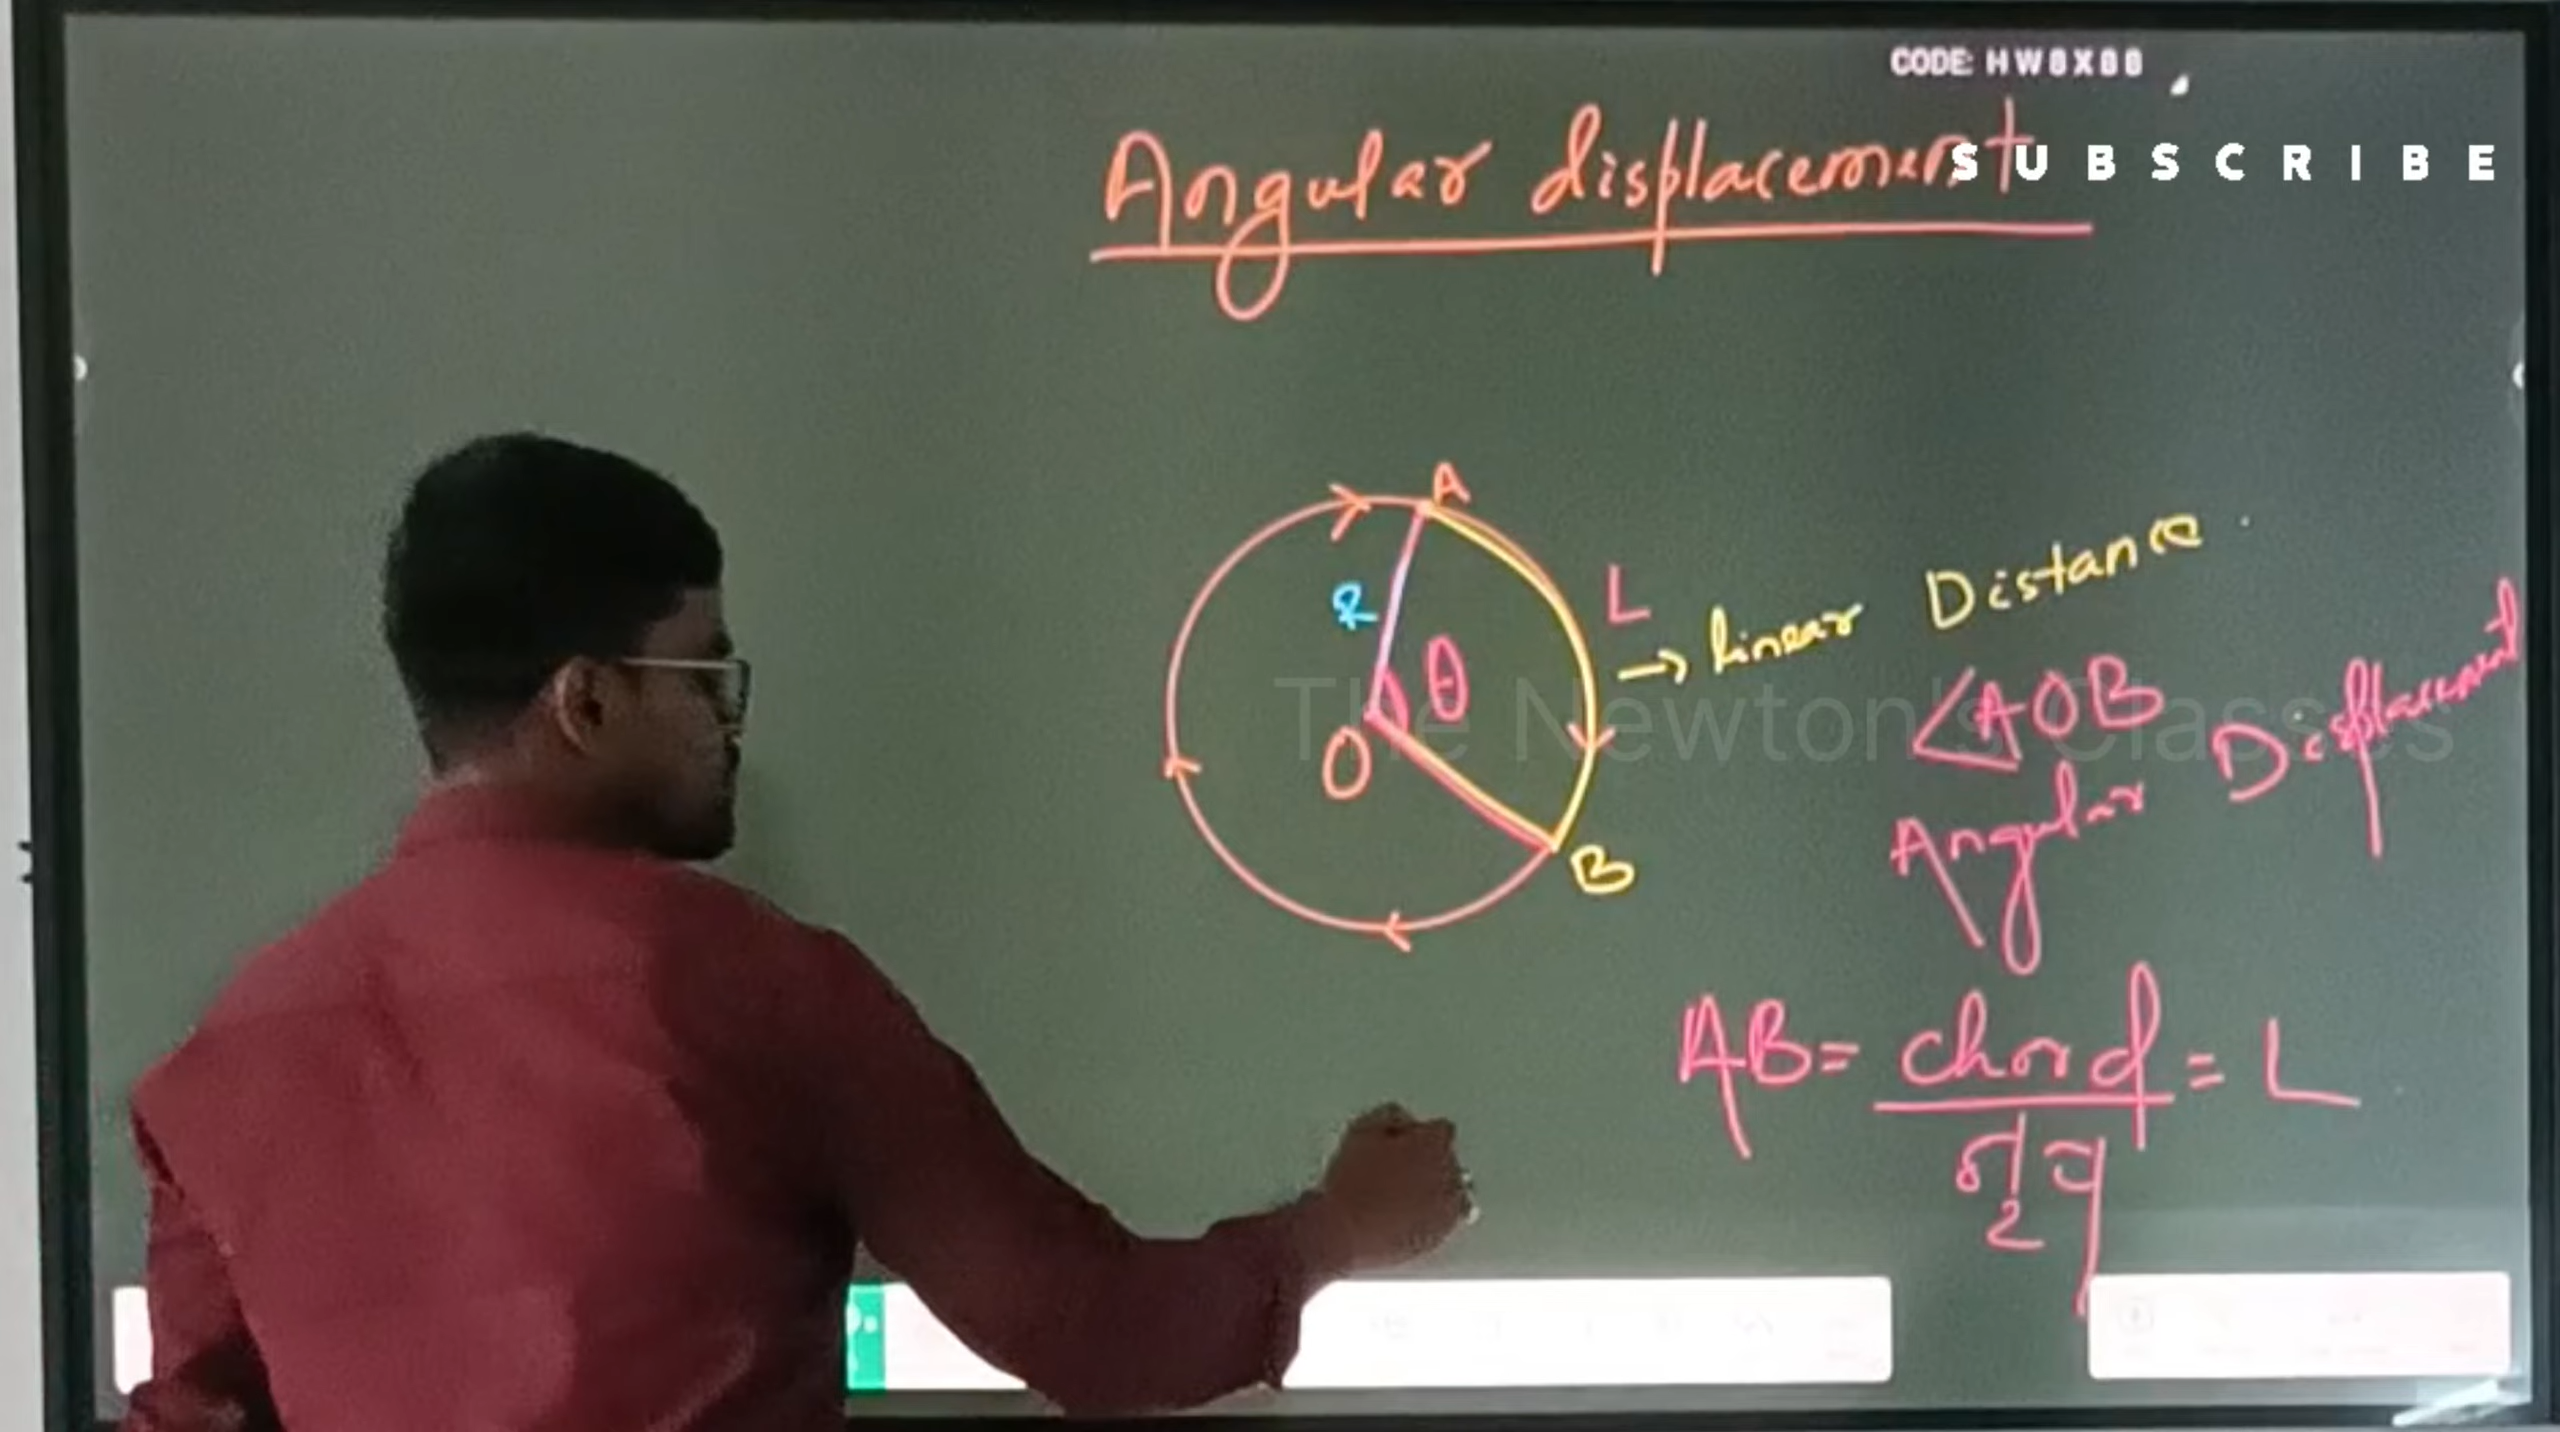 CODE: HW8X88
SUBSCRIBE
Angular displacement
A
L
R
→ Linear Distance
θ
∠AOB
O
Angular Displacement
The Newton's Classes
B
AB = chord = L